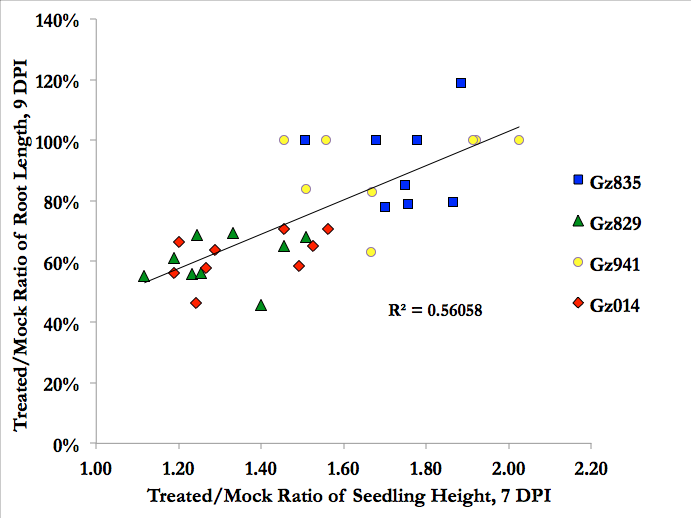 140%
120%
100%
80%
60%
40%
20%
0%
1.00 1.20 1.40 1.60 1.80 2.00 2.20
Treated/Mock Ratio of Root Length, 9 DPI
Treated/Mock Ratio of Seedling Height, 7 DPI
R² = 0.56058
Gz835
Gz829
Gz941
Gz014